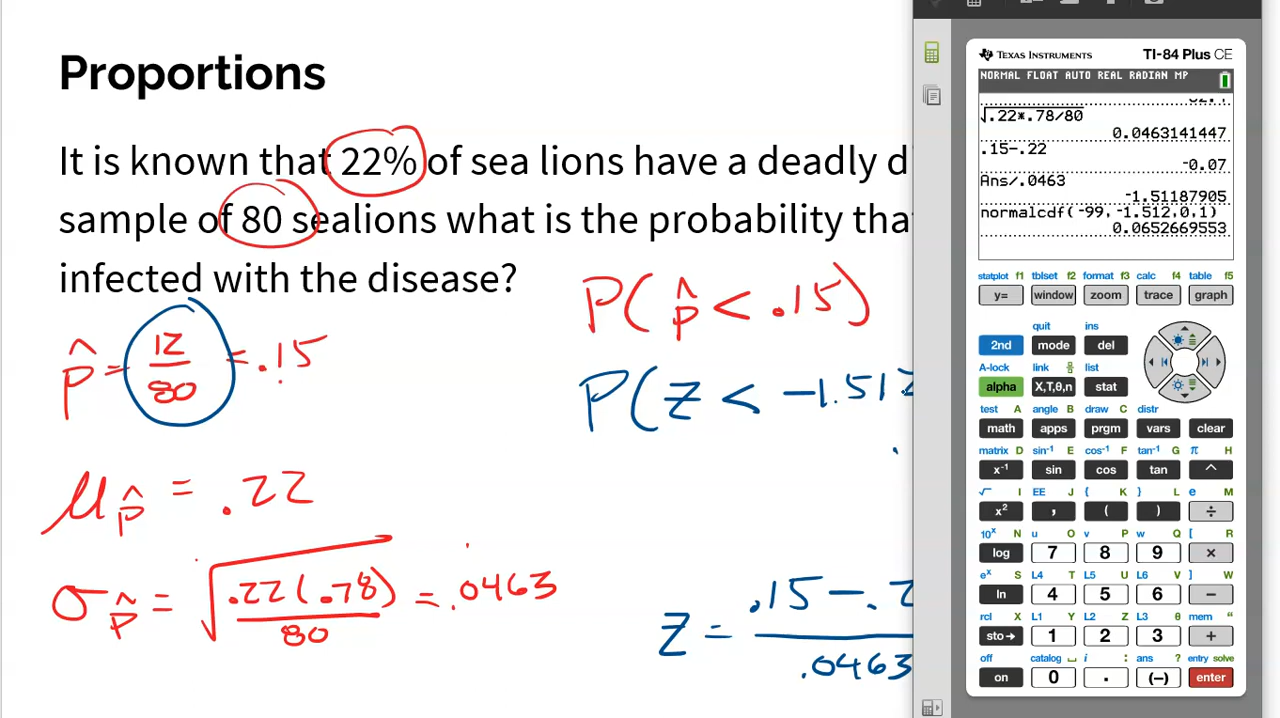 Proportions
It is known that 22% of sea lions have a deadly d
sample of 80 sealions what is the probability that
infected with the disease?
p̂ = 12/80 = .15
P( p̂ < .15)
P( z < -1.512
μp̂ = .22
σp̂ = √.22(.78)/80 = .0463
z = .15 - .2
.0463
TEXAS INSTRUMENTS TI-84 Plus CE
NORMAL FLOAT AUTO REAL RADIAN MP
√.22*.78/80
0.0463141447
.15-.22
-0.07
Ans/.0463
-1.51187905
normalcdf(-99,-1.512,0,1)
0.0652669553
statplot f1 tblset f2 format f3 calc f4 table f5
y= window zoom trace graph
quit ins
2nd mode del
A-lock link list
alpha X,T,θ,n stat
test A angle B draw C distr
math apps prgm vars clear
matrix D sin⁻¹ E cos⁻¹ F tan⁻¹ G π H
x⁻¹ sin cos tan ^
√ I EE J { K } L e M
x² , ( ) ÷
10ˣ N u O v P w Q [ R
log 7 8 9 ×
eˣ S L4 T L5 U L6 V ] W
ln 4 5 6 −
rcl X L1 Y L2 Z L3 θ mem "
sto→ 1 2 3 +
off catalog ⎵ i : ans ? entry solve
on 0 . (−) enter